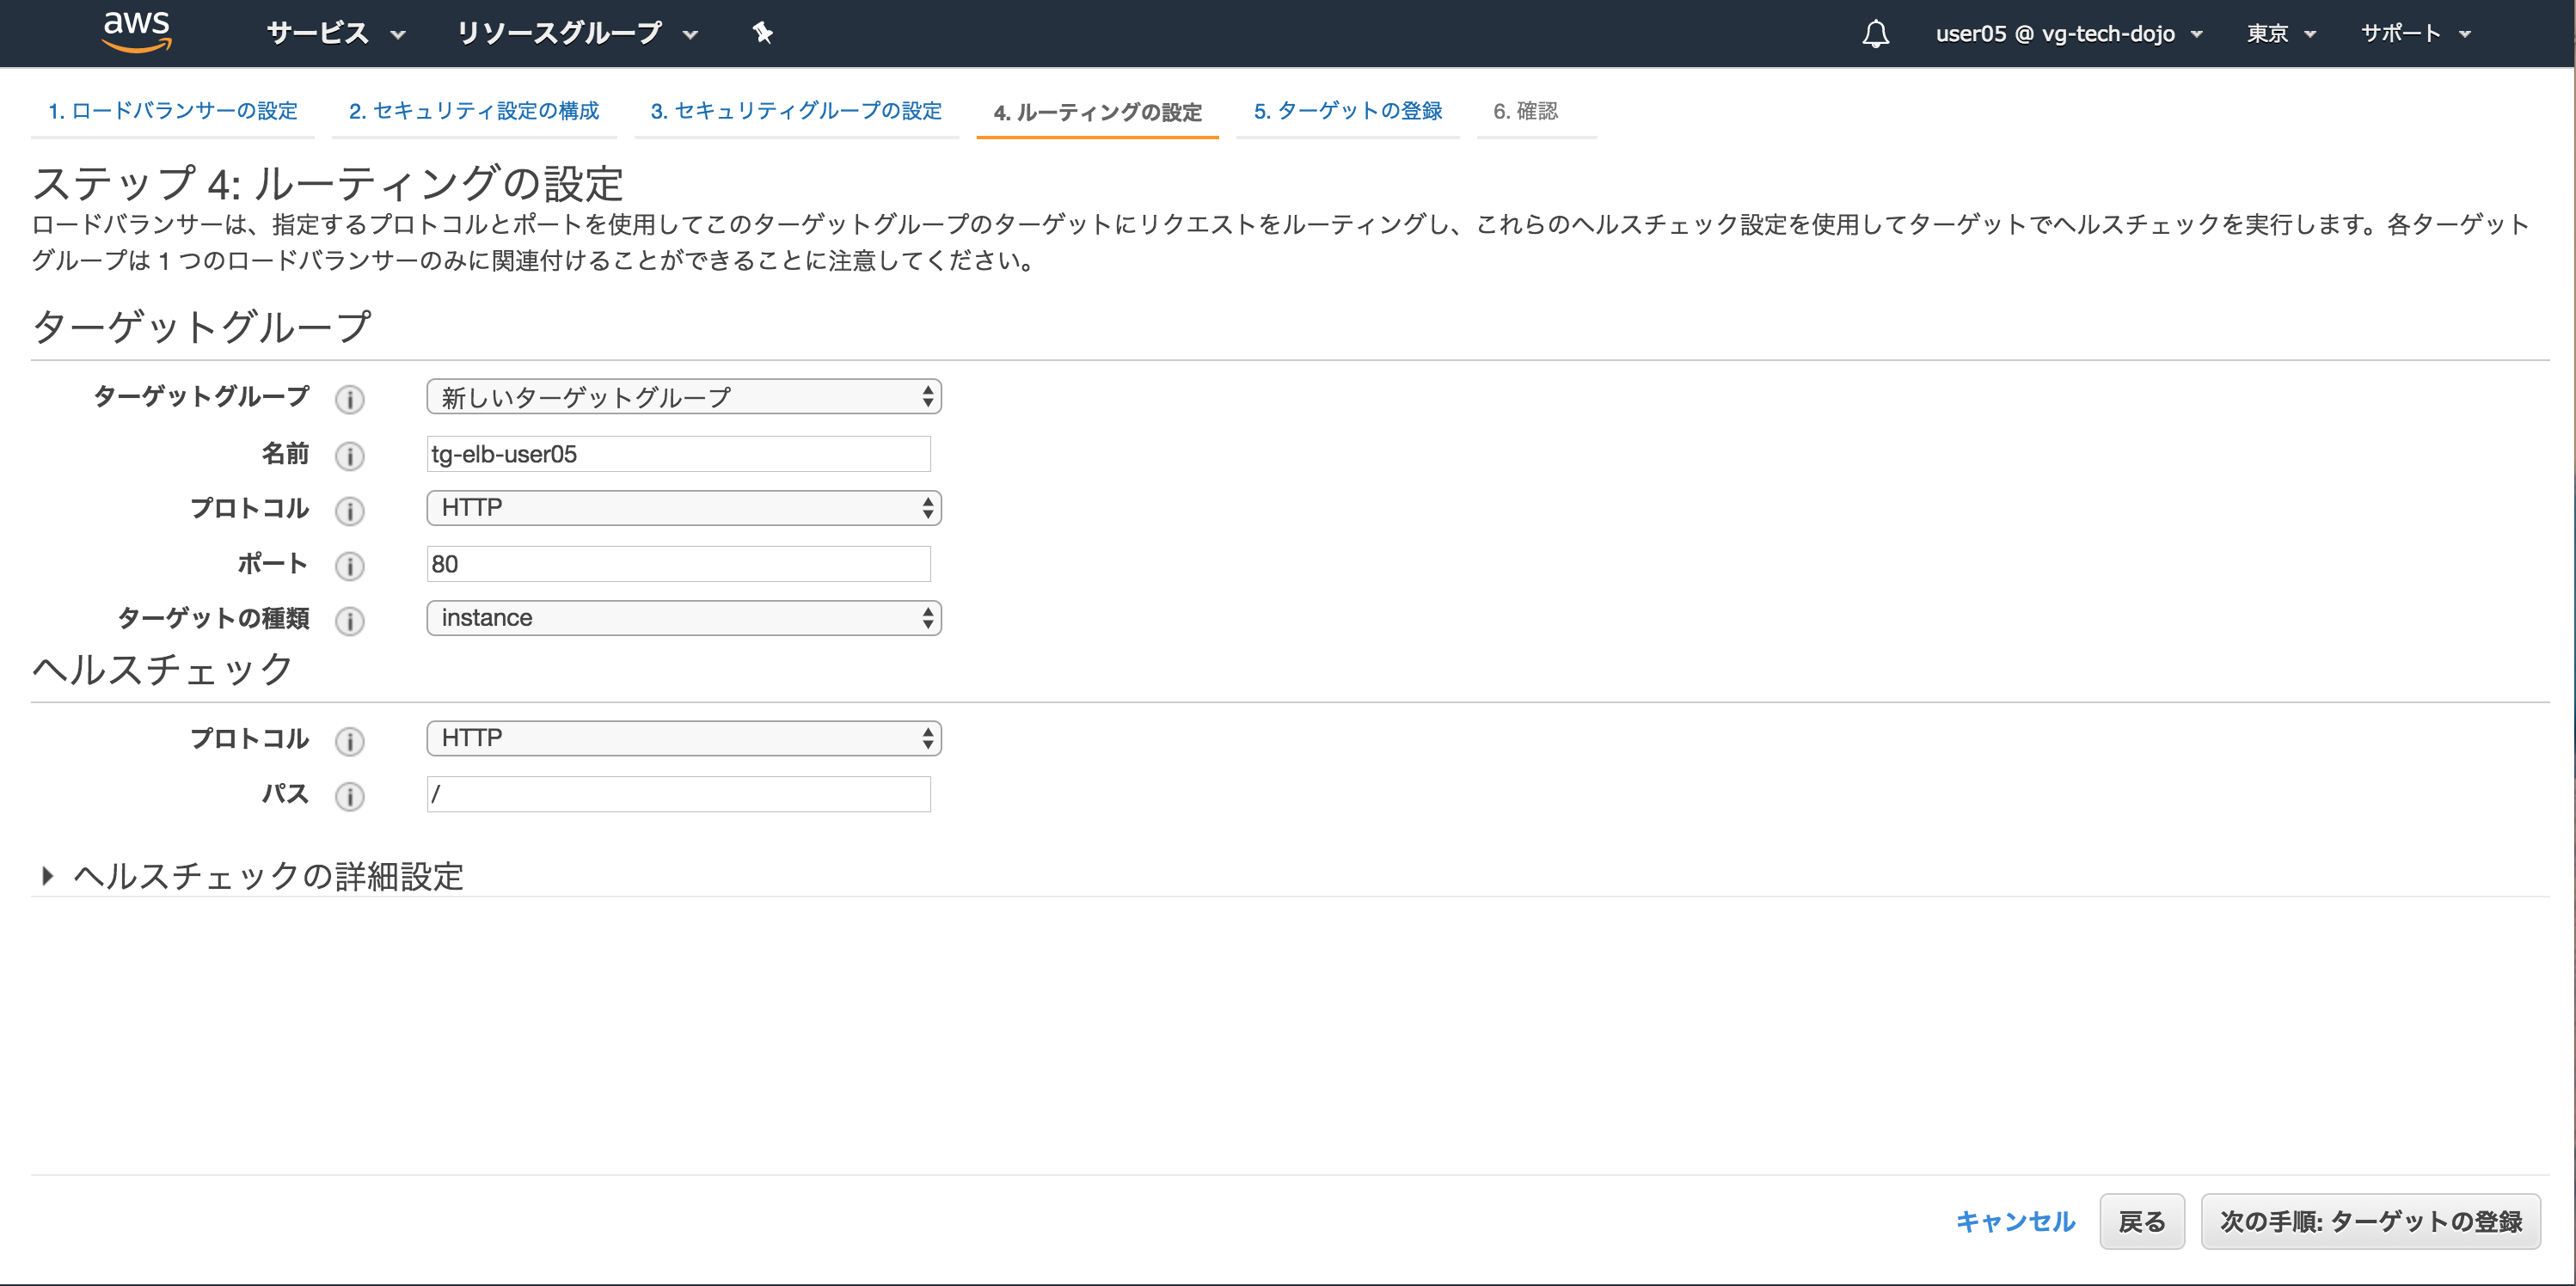 aws サービス リソースグループ user05 @ vg-tech-dojo 東京 サポート
1. ロードバランサーの設定 2. セキュリティ設定の構成 3. セキュリティグループの設定 4. ルーティングの設定 5. ターゲットの登録 6. 確認
ステップ 4: ルーティングの設定
ロードバランサーは、指定するプロトコルとポートを使用してこのターゲットグループのターゲットにリクエストをルーティングし、これらのヘルスチェック設定を使用してターゲットでヘルスチェックを実行します。各ターゲット
グループは 1 つのロードバランサーのみに関連付けることができることに注意してください。
ターゲットグループ
ターゲットグループ 新しいターゲットグループ
名前 tg-elb-user05
プロトコル HTTP
ポート 80
ターゲットの種類 instance
ヘルスチェック
プロトコル HTTP
パス /
ヘルスチェックの詳細設定
キャンセル 戻る 次の手順: ターゲットの登録